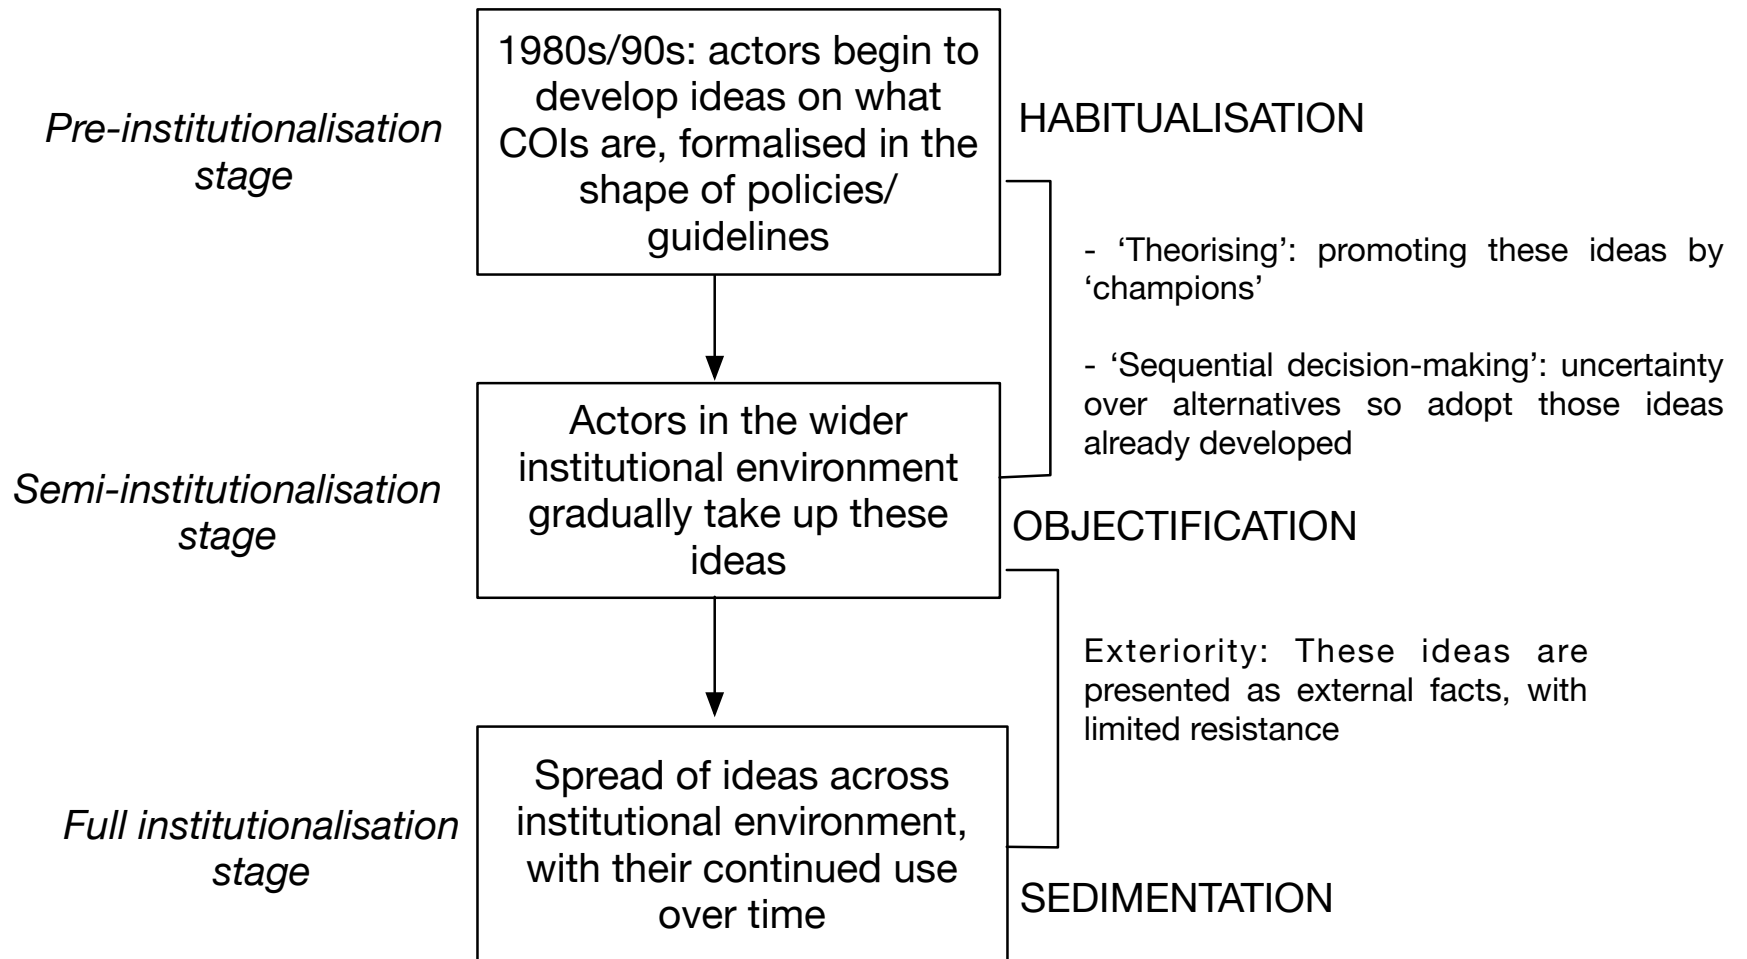 Pre-institutionalisation
stage
1980s/90s: actors begin to
develop ideas on what
COIs are, formalised in the
shape of policies/
guidelines
HABITUALISATION
- ‘Theorising’: promoting these ideas by
‘champions’
- ‘Sequential decision-making’: uncertainty
over alternatives so adopt those ideas
already developed
Semi-institutionalisation
stage
Actors in the wider
institutional environment
gradually take up these
ideas
OBJECTIFICATION
Exteriority: These ideas are
presented as external facts, with
limited resistance
Full institutionalisation
stage
Spread of ideas across
institutional environment,
with their continued use
over time
SEDIMENTATION